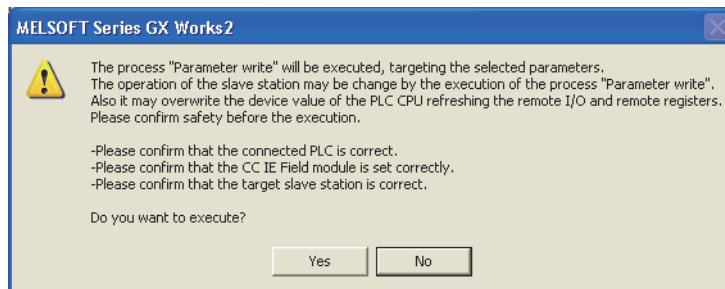 MELSOFT Series GX Works2
The process "Parameter write" will be executed, targeting the selected parameters.
The operation of the slave station may be change by the execution of the process "Parameter write".
Also it may overwrite the device value of the PLC CPU refreshing the remote I/O and remote registers.
Please confirm safety before the execution.
-Please confirm that the connected PLC is correct.
-Please confirm that the CC IE Field module is set correctly.
-Please confirm that the target slave station is correct.
Do you want to execute?
Yes No